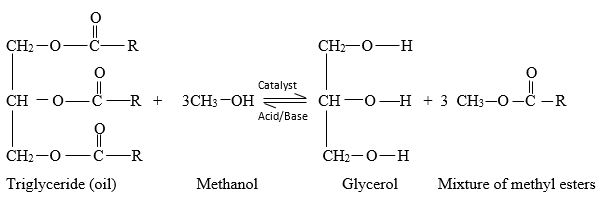 O
CH2—O—C—R
CH2—O—H
O
Catalyst
CH—O—C—R + 3CH3—OH CH—O—H + 3 CH3—O—C—R
O
Acid/Base
O
CH2—O—C—R
CH2—O—H
Triglyceride (oil) Methanol Glycerol Mixture of methyl esters